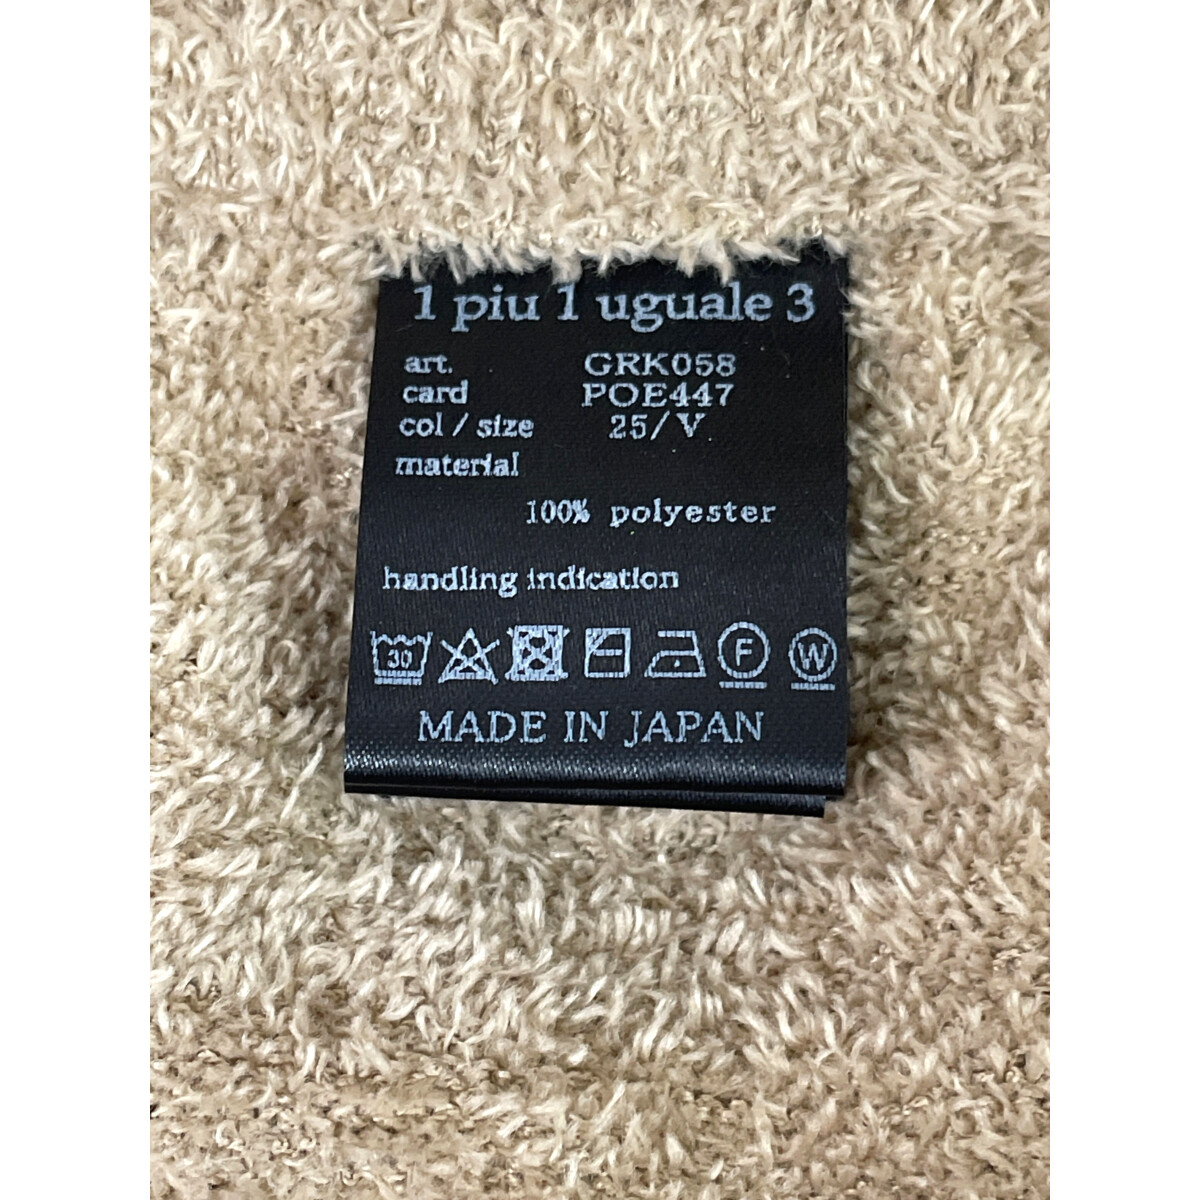 1 piu 1 uguale 3
art. GRK058
card POE447
col / size 25/V
material
100% polyester
handling indication
30 F W
MADE IN JAPAN